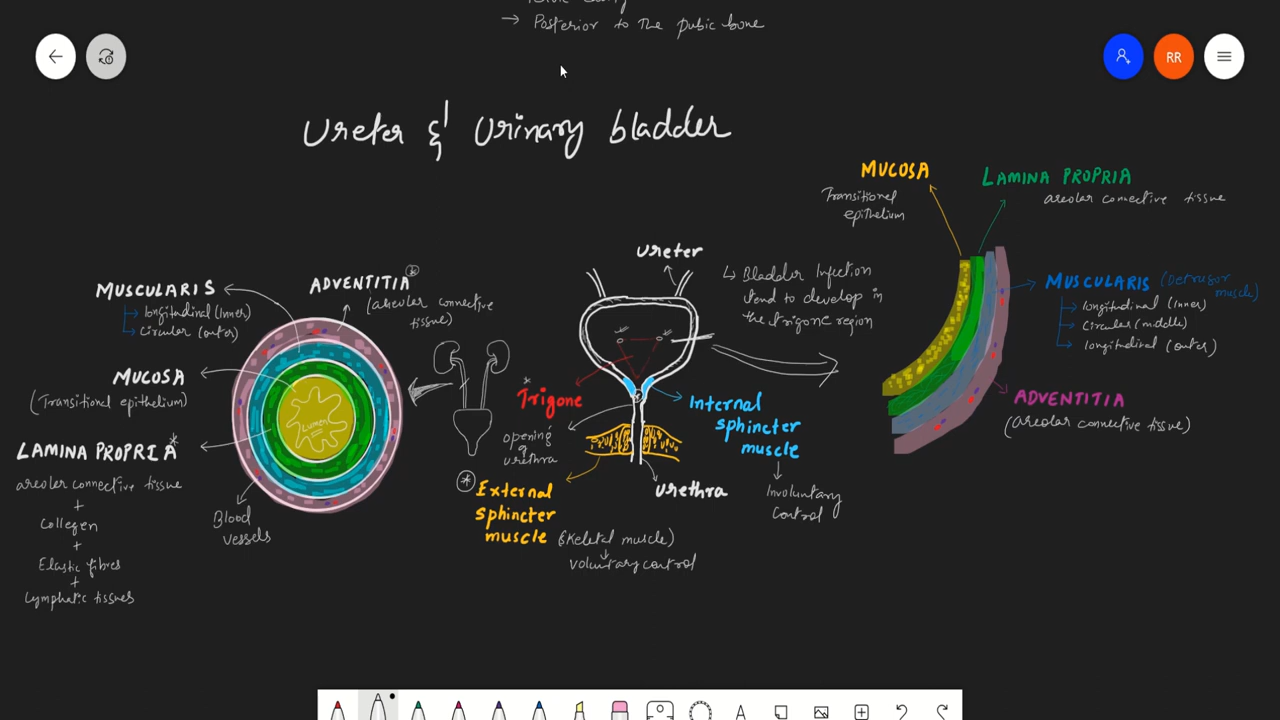 → Posterior to the pubic bone
RR
Ureter & Urinary bladder
MUCOSA
Transitional
epithelium
LAMINA PROPRIA
areolar connective tissue
MUSCULARIS
longitudinal (Inner)
circular (outer)
ADVENTITIA*
(areolar connective
tissue)
MUCOSA
(Transitional epithelium)
LAMINA PROPRIA*
areolar connective tissue
+
Collagen
+
Elastic fibres
+
Lymphatic tissues
Lumen
Blood
vessels
Ureter
↳ Bladder Infection
tend to develop in
the trigone region
*
Trigone
opening
of
urethra
Internal
sphincter
muscle
Involuntary
Control
* External
sphincter
muscle (Skeletal muscle)
voluntary control
Urethra
MUSCULARIS (Detrusor
muscle)
longitudinal (Inner)
Circular (middle)
longitudinal (outer)
ADVENTITIA
(areolar connective tissue)
A